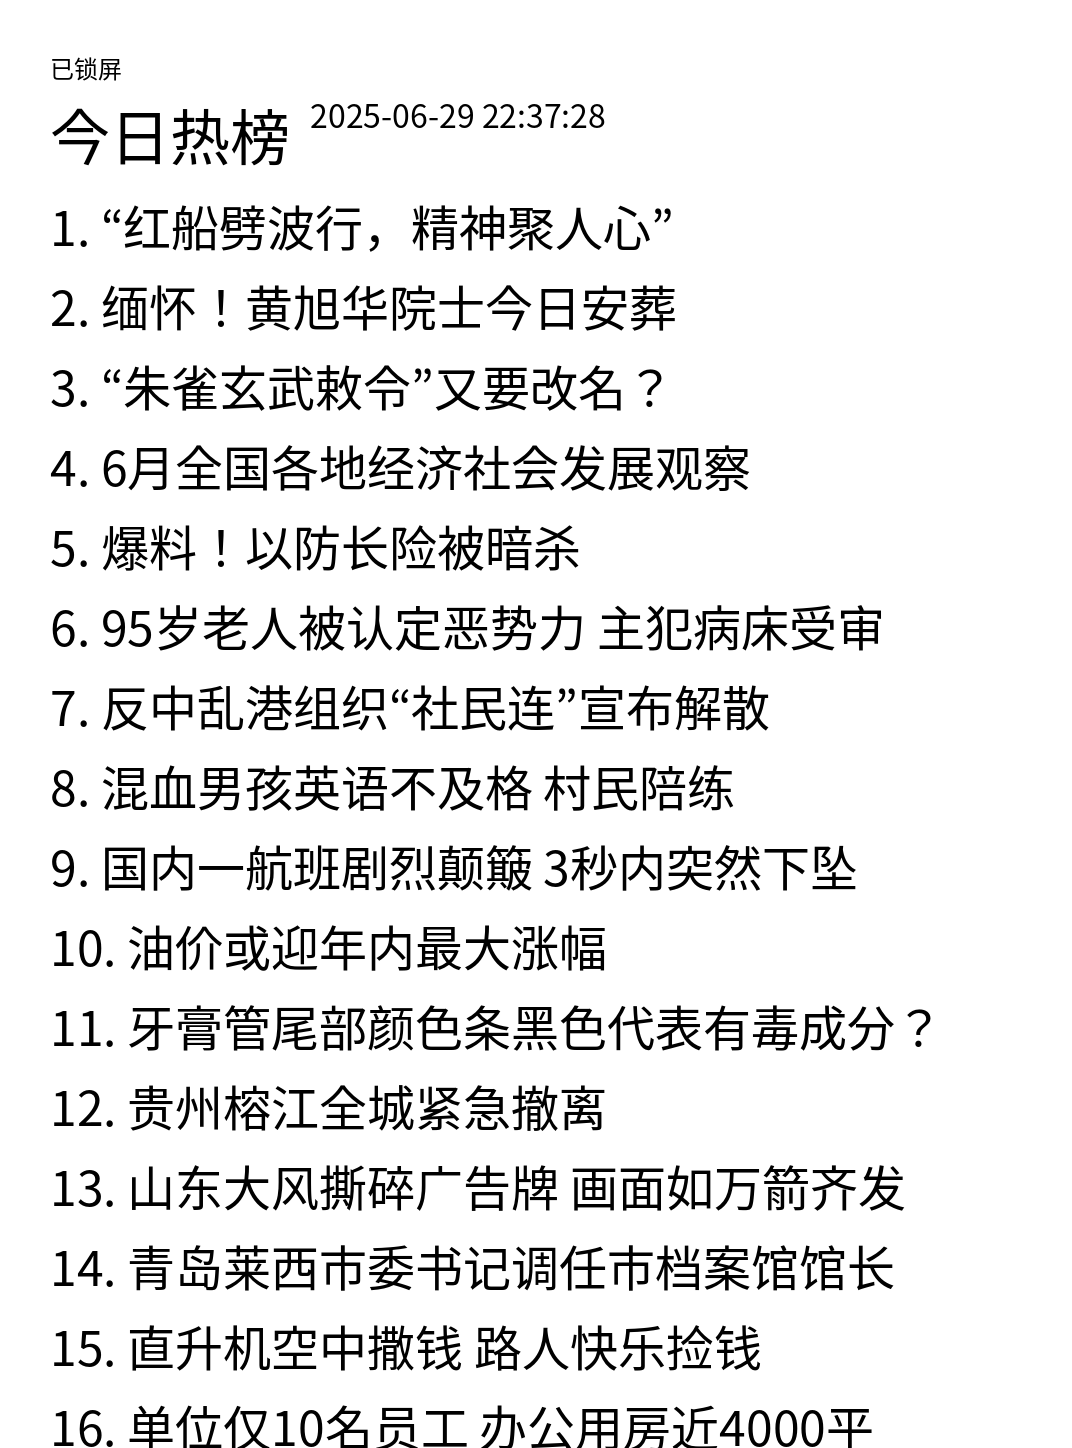 已锁屏
今日热榜 2025-06-29 22:37:28
1. “红船劈波行，精神聚人心”
2. 缅怀！黄旭华院士今日安葬
3. “朱雀玄武敕令”又要改名？
4. 6月全国各地经济社会发展观察
5. 爆料！以防长险被暗杀
6. 95岁老人被认定恶势力 主犯病床受审
7. 反中乱港组织“社民连”宣布解散
8. 混血男孩英语不及格 村民陪练
9. 国内一航班剧烈颠簸 3秒内突然下坠
10. 油价或迎年内最大涨幅
11. 牙膏管尾部颜色条黑色代表有毒成分？
12. 贵州榕江全城紧急撤离
13. 山东大风撕碎广告牌 画面如万箭齐发
14. 青岛莱西市委书记调任市档案馆馆长
15. 直升机空中撒钱 路人快乐捡钱
16. 单位仅10名员工 办公用房近4000平